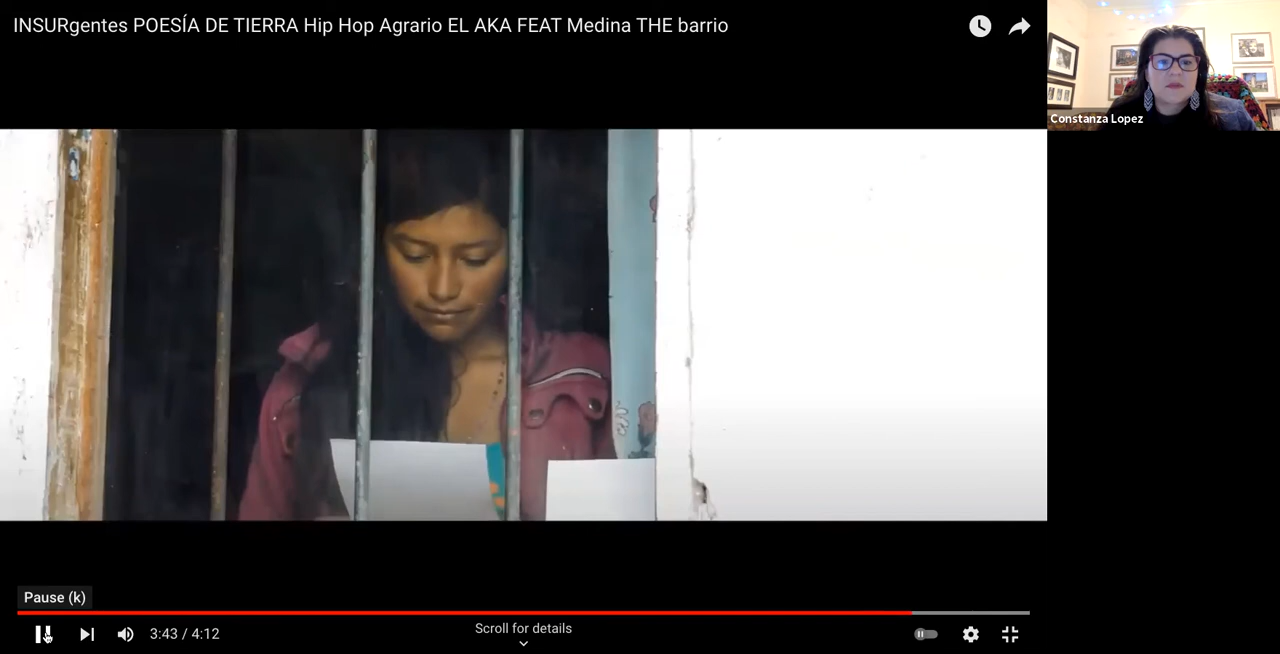 INSURgentes POESÍA DE TIERRA Hip Hop Agrario EL AKA FEAT Medina THE barrio
Constanza Lopez
Pause (k)
3:43 / 4:12
Scroll for details